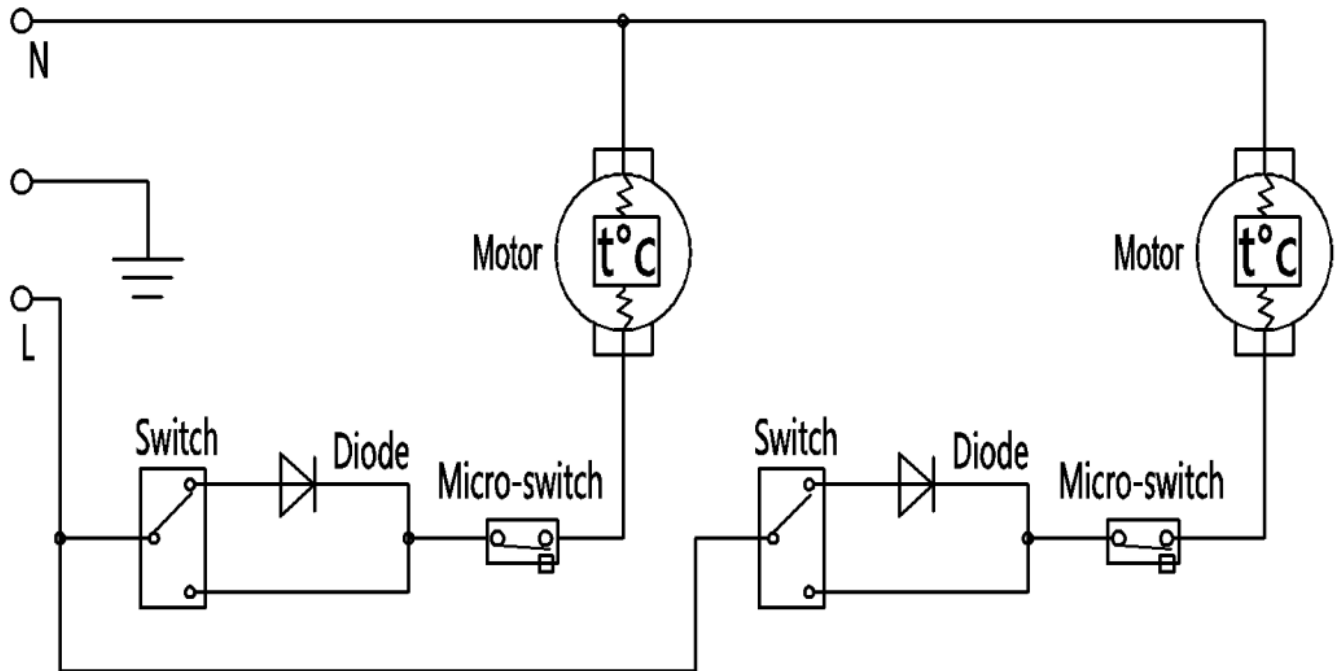 N
Motor
t°c
Motor
t°c
L
Switch
Diode
Micro-switch
Switch
Diode
Micro-switch